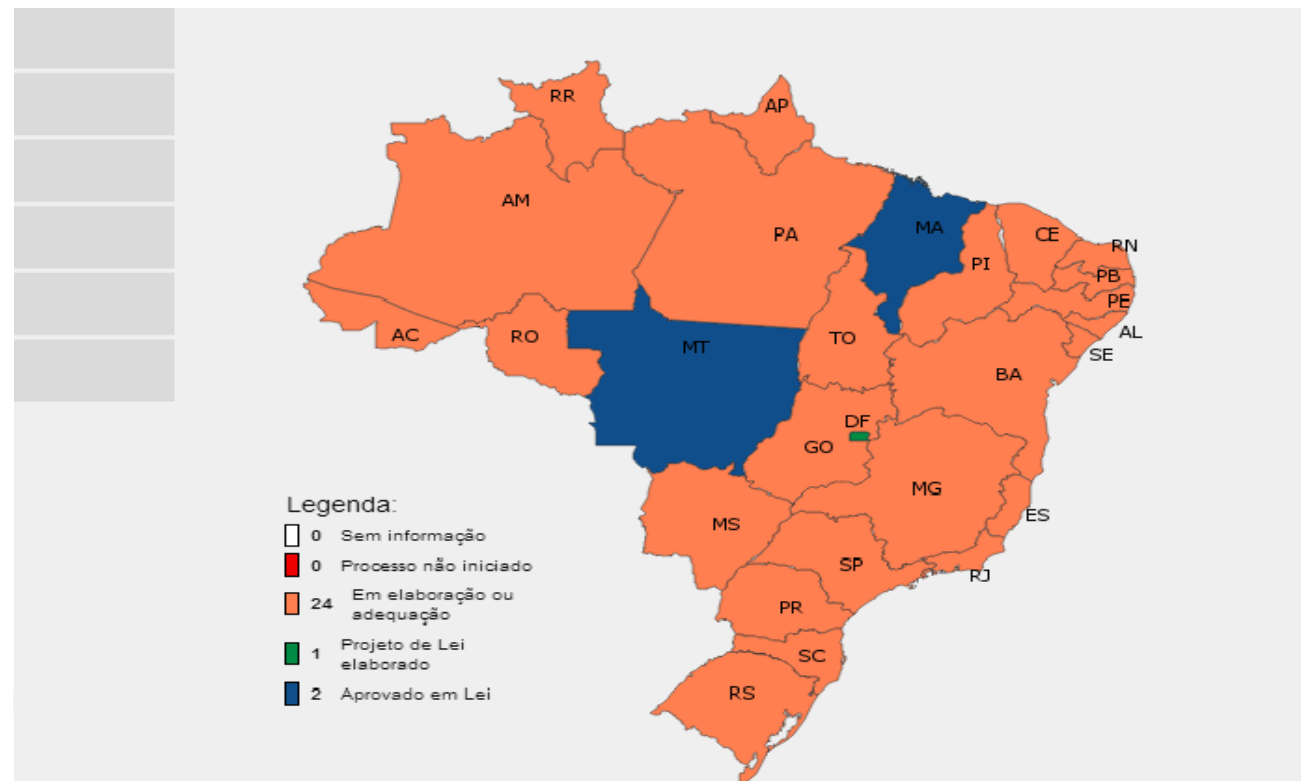 RR
AP
AM
PA
MA
CE
RN
PI
PB
PE
AC
RO
MT
TO
AL
SE
BA
DF
GO
MG
MS
ES
SP
RJ
PR
SC
RS
Legenda:
0 Sem informação
0 Processo não iniciado
24 Em elaboração ou
adequação
1 Projeto de Lei
elaborado
2 Aprovado em Lei